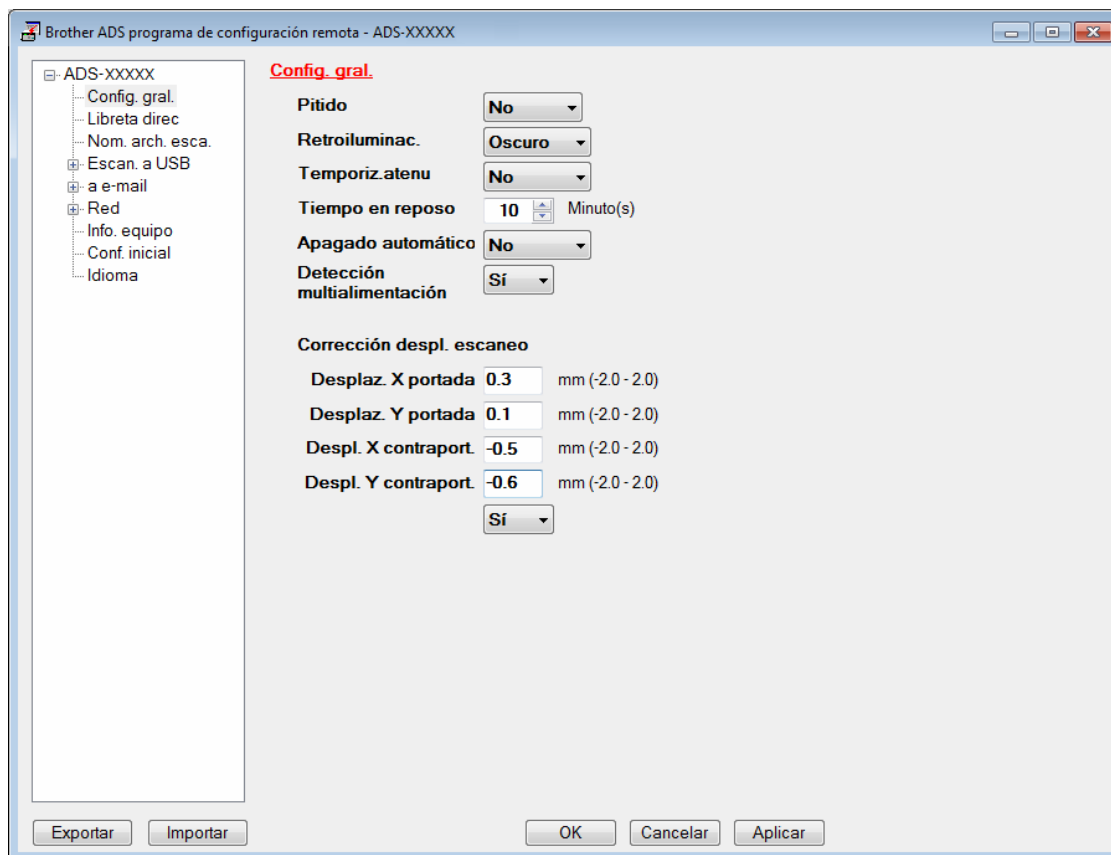 Brother ADS programa de configuración remota - ADS-XXXXX
ADS-XXXXX
Config. gral.
Libreta direc
Nom. arch. esca.
Escan. a USB
a e-mail
Red
Info. equipo
Conf. inicial
Idioma
Config. gral.
Pitido No
Retroiluminac. Oscuro
Temporiz.atenu No
Tiempo en reposo 10 Minuto(s)
Apagado automático No
Detección
multialimentación Sí
Corrección despl. escaneo
Desplaz. X portada 0.3 mm (-2.0 - 2.0)
Desplaz. Y portada 0.1 mm (-2.0 - 2.0)
Despl. X contraport. -0.5 mm (-2.0 - 2.0)
Despl. Y contraport. -0.6 mm (-2.0 - 2.0)
Sí
Exportar Importar OK Cancelar Aplicar